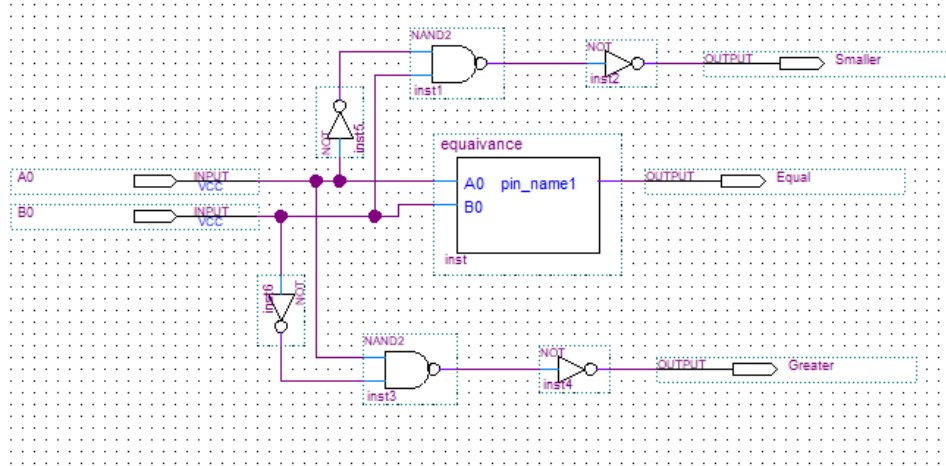 NAND2
NOT
OUTPUT
Smaller
inst2
inst1
NOT
inst5
equaivance
A0
INPUT
VCC
A0 pin_name1
OUTPUT
Equal
B0
INPUT
VCC
B0
inst
inst6
NOT
NAND2
NOT
OUTPUT
Greater
inst4
inst3